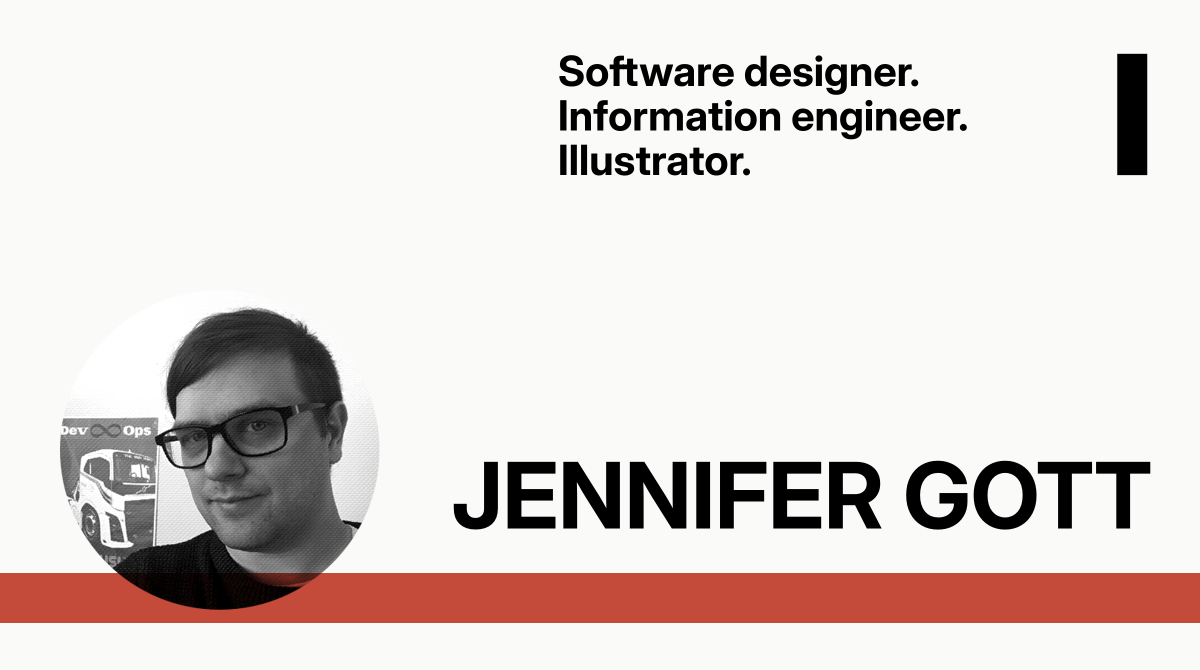 Software designer.
Information engineer.
Illustrator.
Dev Ops
JENNIFER GOTT